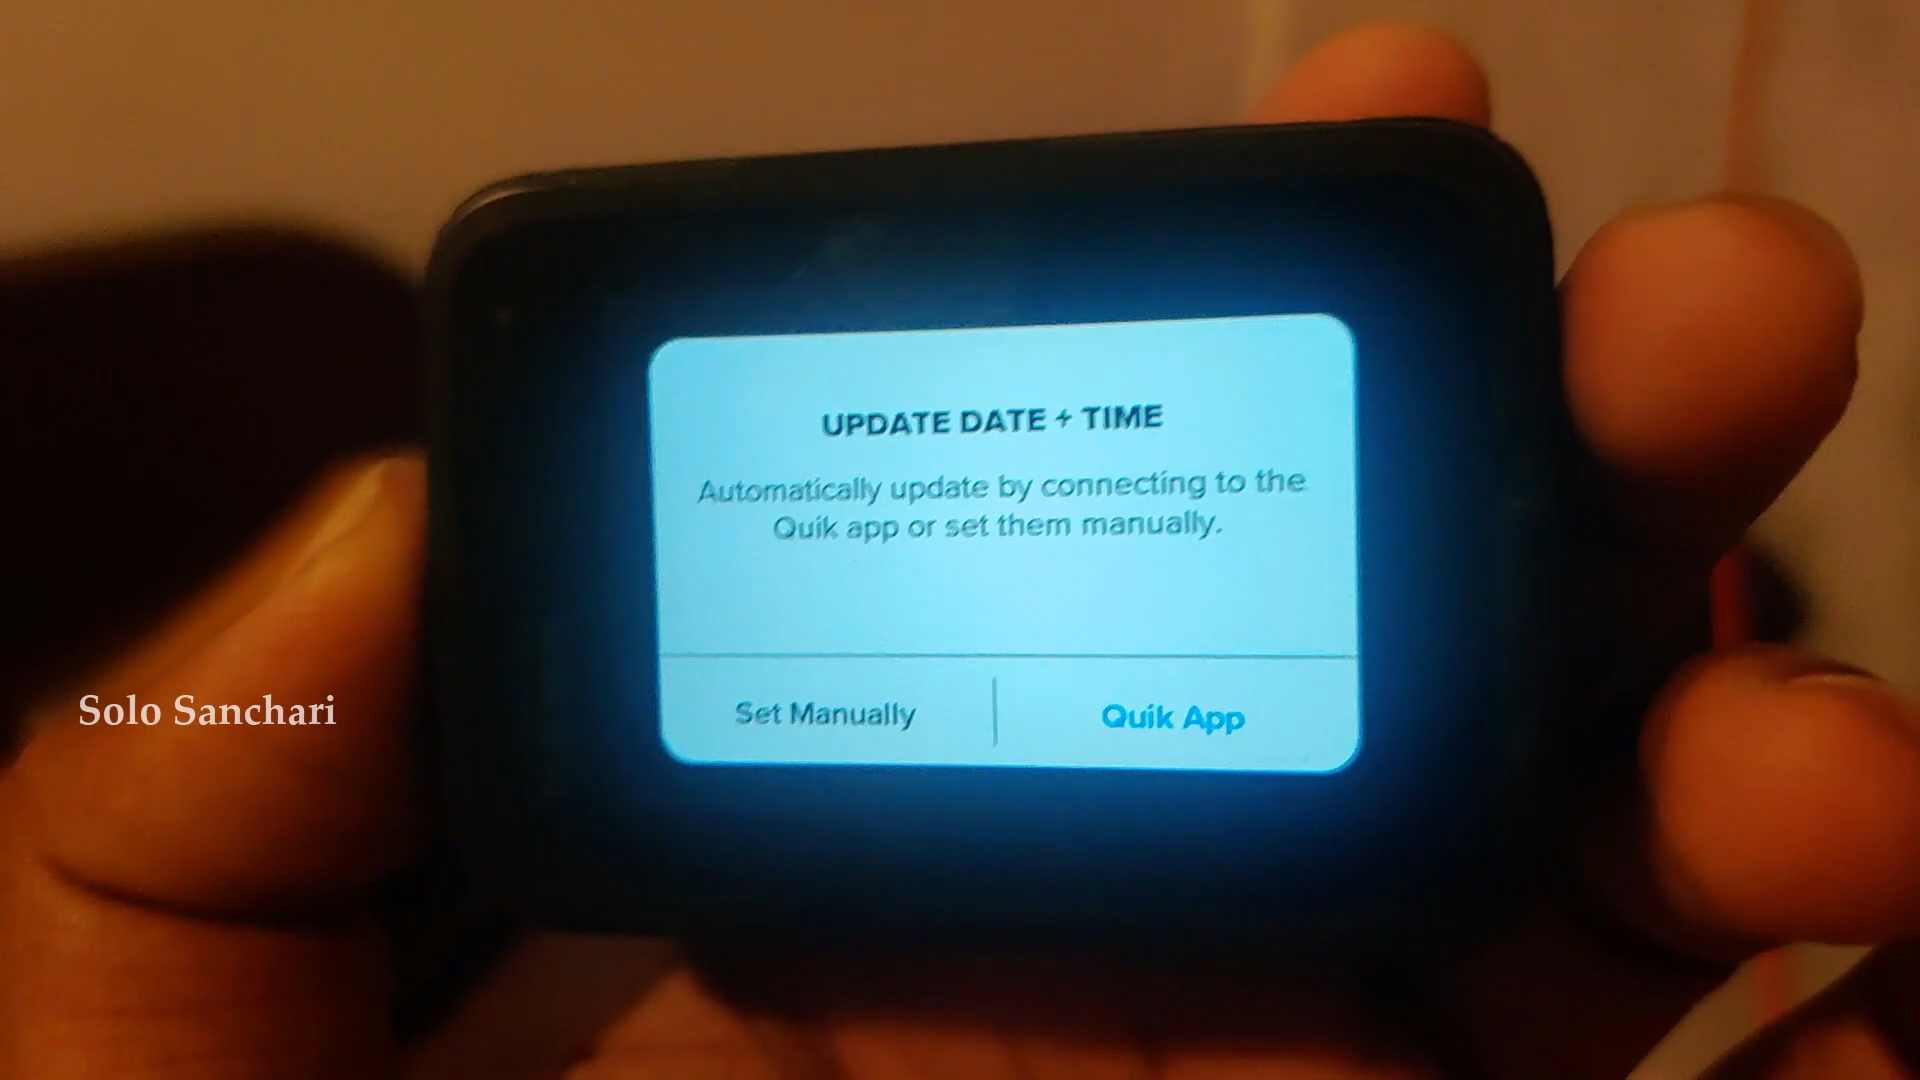 UPDATE DATE + TIME
Automatically update by connecting to the
Quik app or set them manually.
Set Manually
Quik App
Solo Sanchari